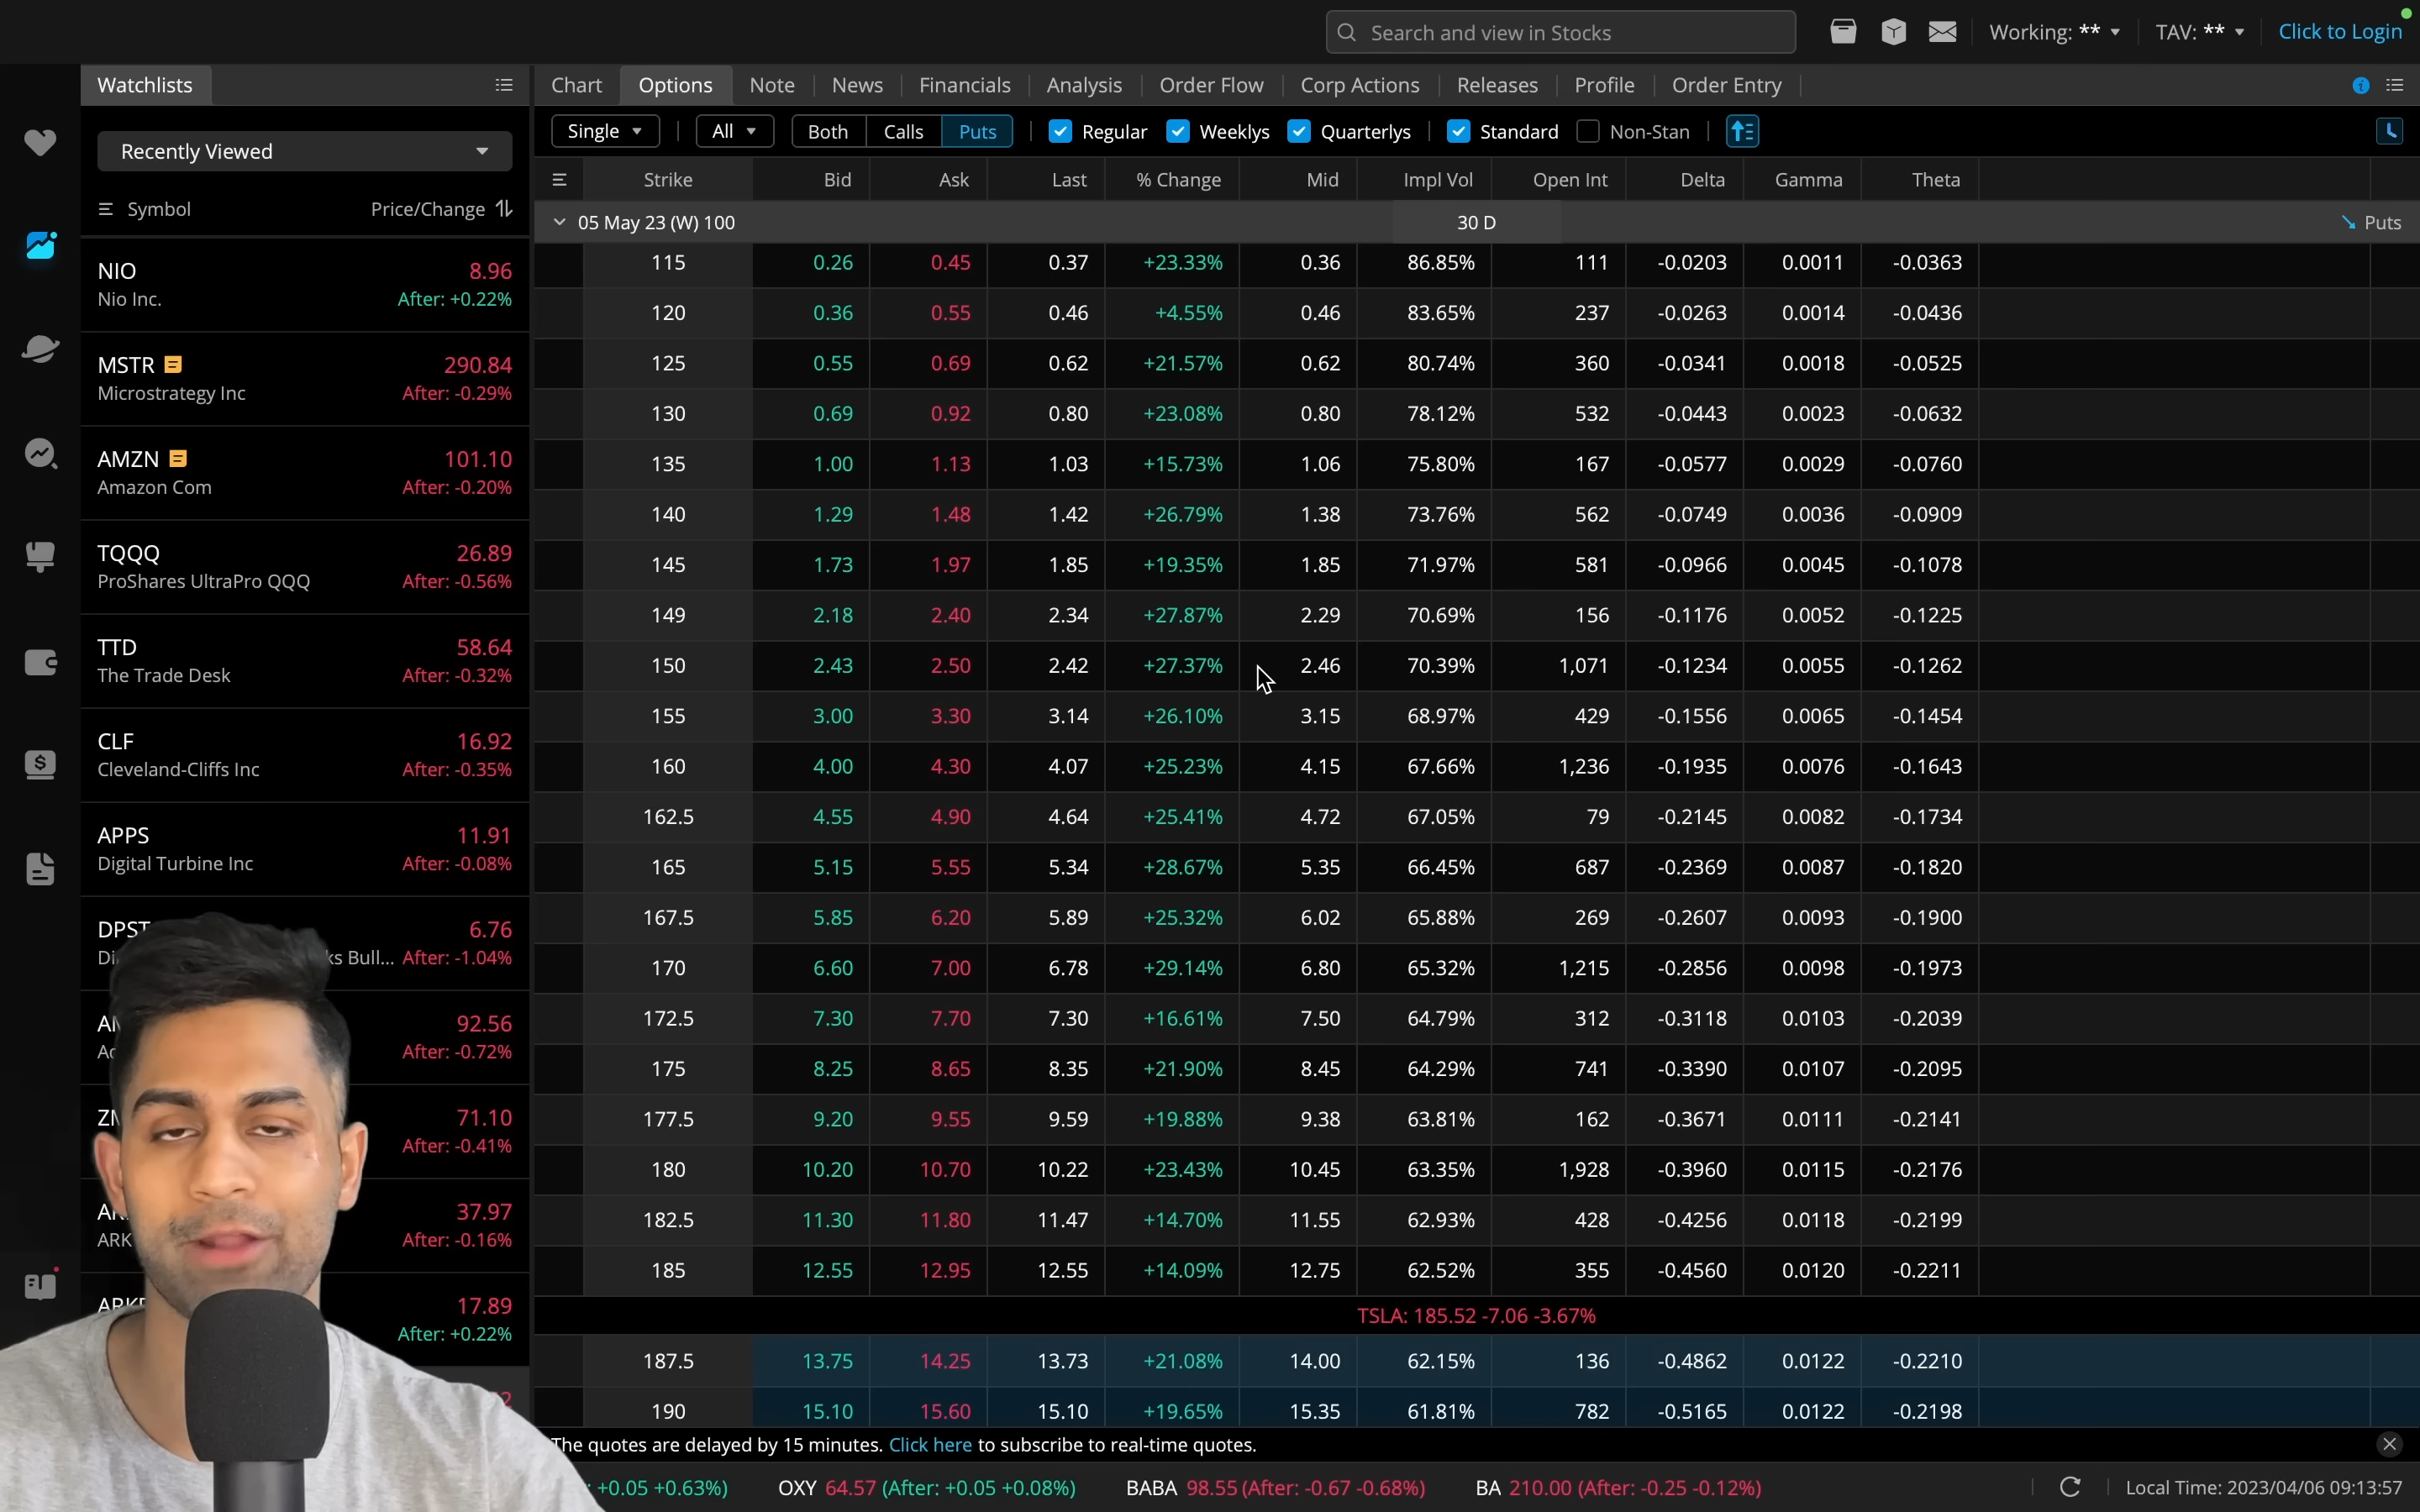 Search and view in Stocks Working: ** TAV: ** Click to Login
Watchlists
Chart Options Note News Financials Analysis Order Flow Corp Actions Releases Profile Order Entry
Single All Both Calls Puts Regular Weeklys Quarterlys Standard Non-Stan
Recently Viewed
Symbol Price/Change
NIO 8.96
Nio Inc. After: +0.22%
MSTR 290.84
Microstrategy Inc After: -0.29%
AMZN 101.10
Amazon Com After: -0.20%
TQQQ 26.89
ProShares UltraPro QQQ After: -0.56%
TTD 58.64
The Trade Desk After: -0.32%
CLF 16.92
Cleveland-Cliffs Inc After: -0.35%
APPS 11.91
Digital Turbine Inc After: -0.08%
DPST 6.76
ks Bull... After: -1.04%
92.56
After: -0.72%
71.10
After: -0.41%
37.97
ARK After: -0.16%
17.89
After: +0.22%
Strike Bid Ask Last % Change Mid Impl Vol Open Int Delta Gamma Theta
05 May 23 (W) 100 30 D Puts
115 0.26 0.45 0.37 +23.33% 0.36 86.85% 111 -0.0203 0.0011 -0.0363
120 0.36 0.55 0.46 +4.55% 0.46 83.65% 237 -0.0263 0.0014 -0.0436
125 0.55 0.69 0.62 +21.57% 0.62 80.74% 360 -0.0341 0.0018 -0.0525
130 0.69 0.92 0.80 +23.08% 0.80 78.12% 532 -0.0443 0.0023 -0.0632
135 1.00 1.13 1.03 +15.73% 1.06 75.80% 167 -0.0577 0.0029 -0.0760
140 1.29 1.48 1.42 +26.79% 1.38 73.76% 562 -0.0749 0.0036 -0.0909
145 1.73 1.97 1.85 +19.35% 1.85 71.97% 581 -0.0966 0.0045 -0.1078
149 2.18 2.40 2.34 +27.87% 2.29 70.69% 156 -0.1176 0.0052 -0.1225
150 2.43 2.50 2.42 +27.37% 2.46 70.39% 1,071 -0.1234 0.0055 -0.1262
155 3.00 3.30 3.14 +26.10% 3.15 68.97% 429 -0.1556 0.0065 -0.1454
160 4.00 4.30 4.07 +25.23% 4.15 67.66% 1,236 -0.1935 0.0076 -0.1643
162.5 4.55 4.90 4.64 +25.41% 4.72 67.05% 79 -0.2145 0.0082 -0.1734
165 5.15 5.55 5.34 +28.67% 5.35 66.45% 687 -0.2369 0.0087 -0.1820
167.5 5.85 6.20 5.89 +25.32% 6.02 65.88% 269 -0.2607 0.0093 -0.1900
170 6.60 7.00 6.78 +29.14% 6.80 65.32% 1,215 -0.2856 0.0098 -0.1973
172.5 7.30 7.70 7.30 +16.61% 7.50 64.79% 312 -0.3118 0.0103 -0.2039
175 8.25 8.65 8.35 +21.90% 8.45 64.29% 741 -0.3390 0.0107 -0.2095
177.5 9.20 9.55 9.59 +19.88% 9.38 63.81% 162 -0.3671 0.0111 -0.2141
180 10.20 10.70 10.22 +23.43% 10.45 63.35% 1,928 -0.3960 0.0115 -0.2176
182.5 11.30 11.80 11.47 +14.70% 11.55 62.93% 428 -0.4256 0.0118 -0.2199
185 12.55 12.95 12.55 +14.09% 12.75 62.52% 355 -0.4560 0.0120 -0.2211
TSLA: 185.52 -7.06 -3.67%
187.5 13.75 14.25 13.73 +21.08% 14.00 62.15% 136 -0.4862 0.0122 -0.2210
190 15.10 15.60 15.10 +19.65% 15.35 61.81% 782 -0.5165 0.0122 -0.2198
The quotes are delayed by 15 minutes. Click here to subscribe to real-time quotes.
+0.05 +0.63%) OXY 64.57 (After: +0.05 +0.08%) BABA 98.55 (After: -0.67 -0.68%) BA 210.00 (After: -0.25 -0.12%) Local Time: 2023/04/06 09:13:57